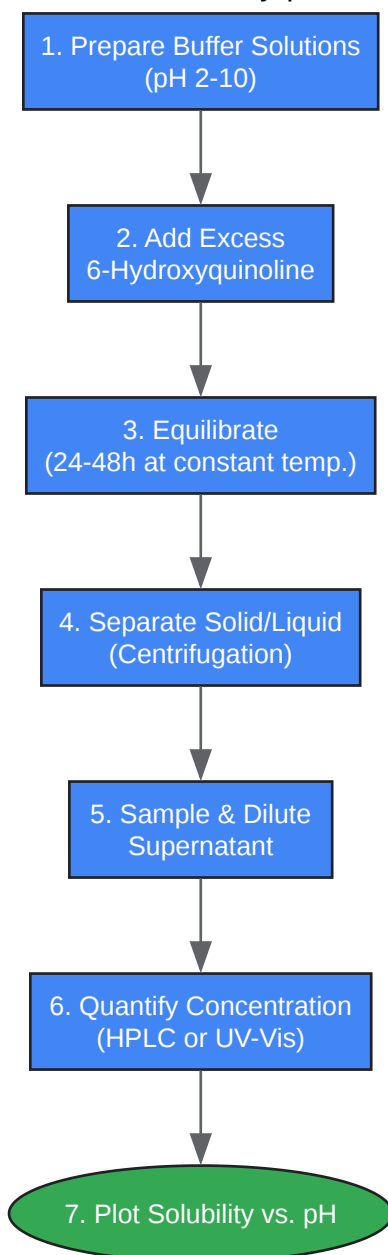 1. Prepare Buffer Solutions
(pH 2-10)
2. Add Excess
6-Hydroxyquinoline
3. Equilibrate
(24-48h at constant temp.)
4. Separate Solid/Liquid
(Centrifugation)
5. Sample & Dilute
Supernatant
6. Quantify Concentration
(HPLC or UV-Vis)
7. Plot Solubility vs. pH